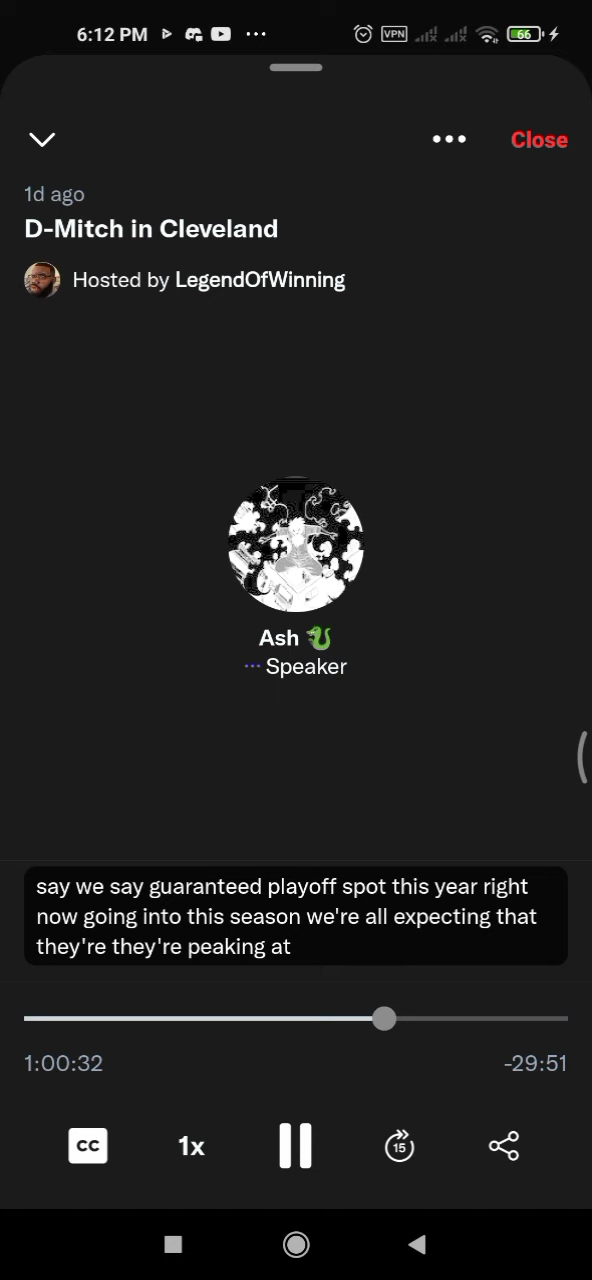 6:12 PM
VPN
66
Close
1d ago
D-Mitch in Cleveland
Hosted by LegendOfWinning
Ash
Speaker
say we say guaranteed playoff spot this year right
now going into this season we're all expecting that
they're they're peaking at
1:00:32
-29:51
CC
1x
15